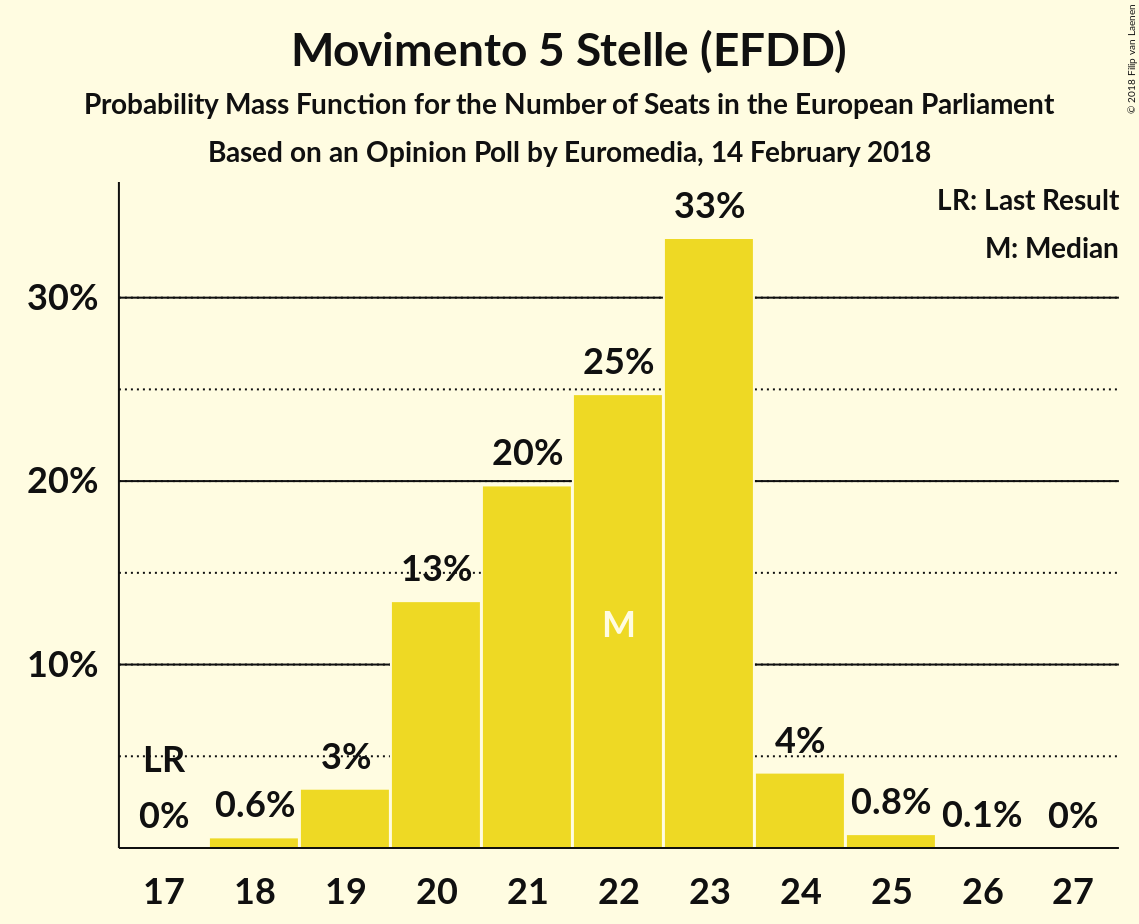 Movimento 5 Stelle (EFDD)
Probability Mass Function for the Number of Seats in the European Parliament
Based on an Opinion Poll by Euromedia, 14 February 2018
© 2018 Filip van Laenen
LR: Last Result
M: Median
33%
30%
25%
20%
20%
13%
M
10%
LR
3%
4%
0%
0.6%
0.8%
0.1%
0%
17 18 19 20 21 22 23 24 25 26 27